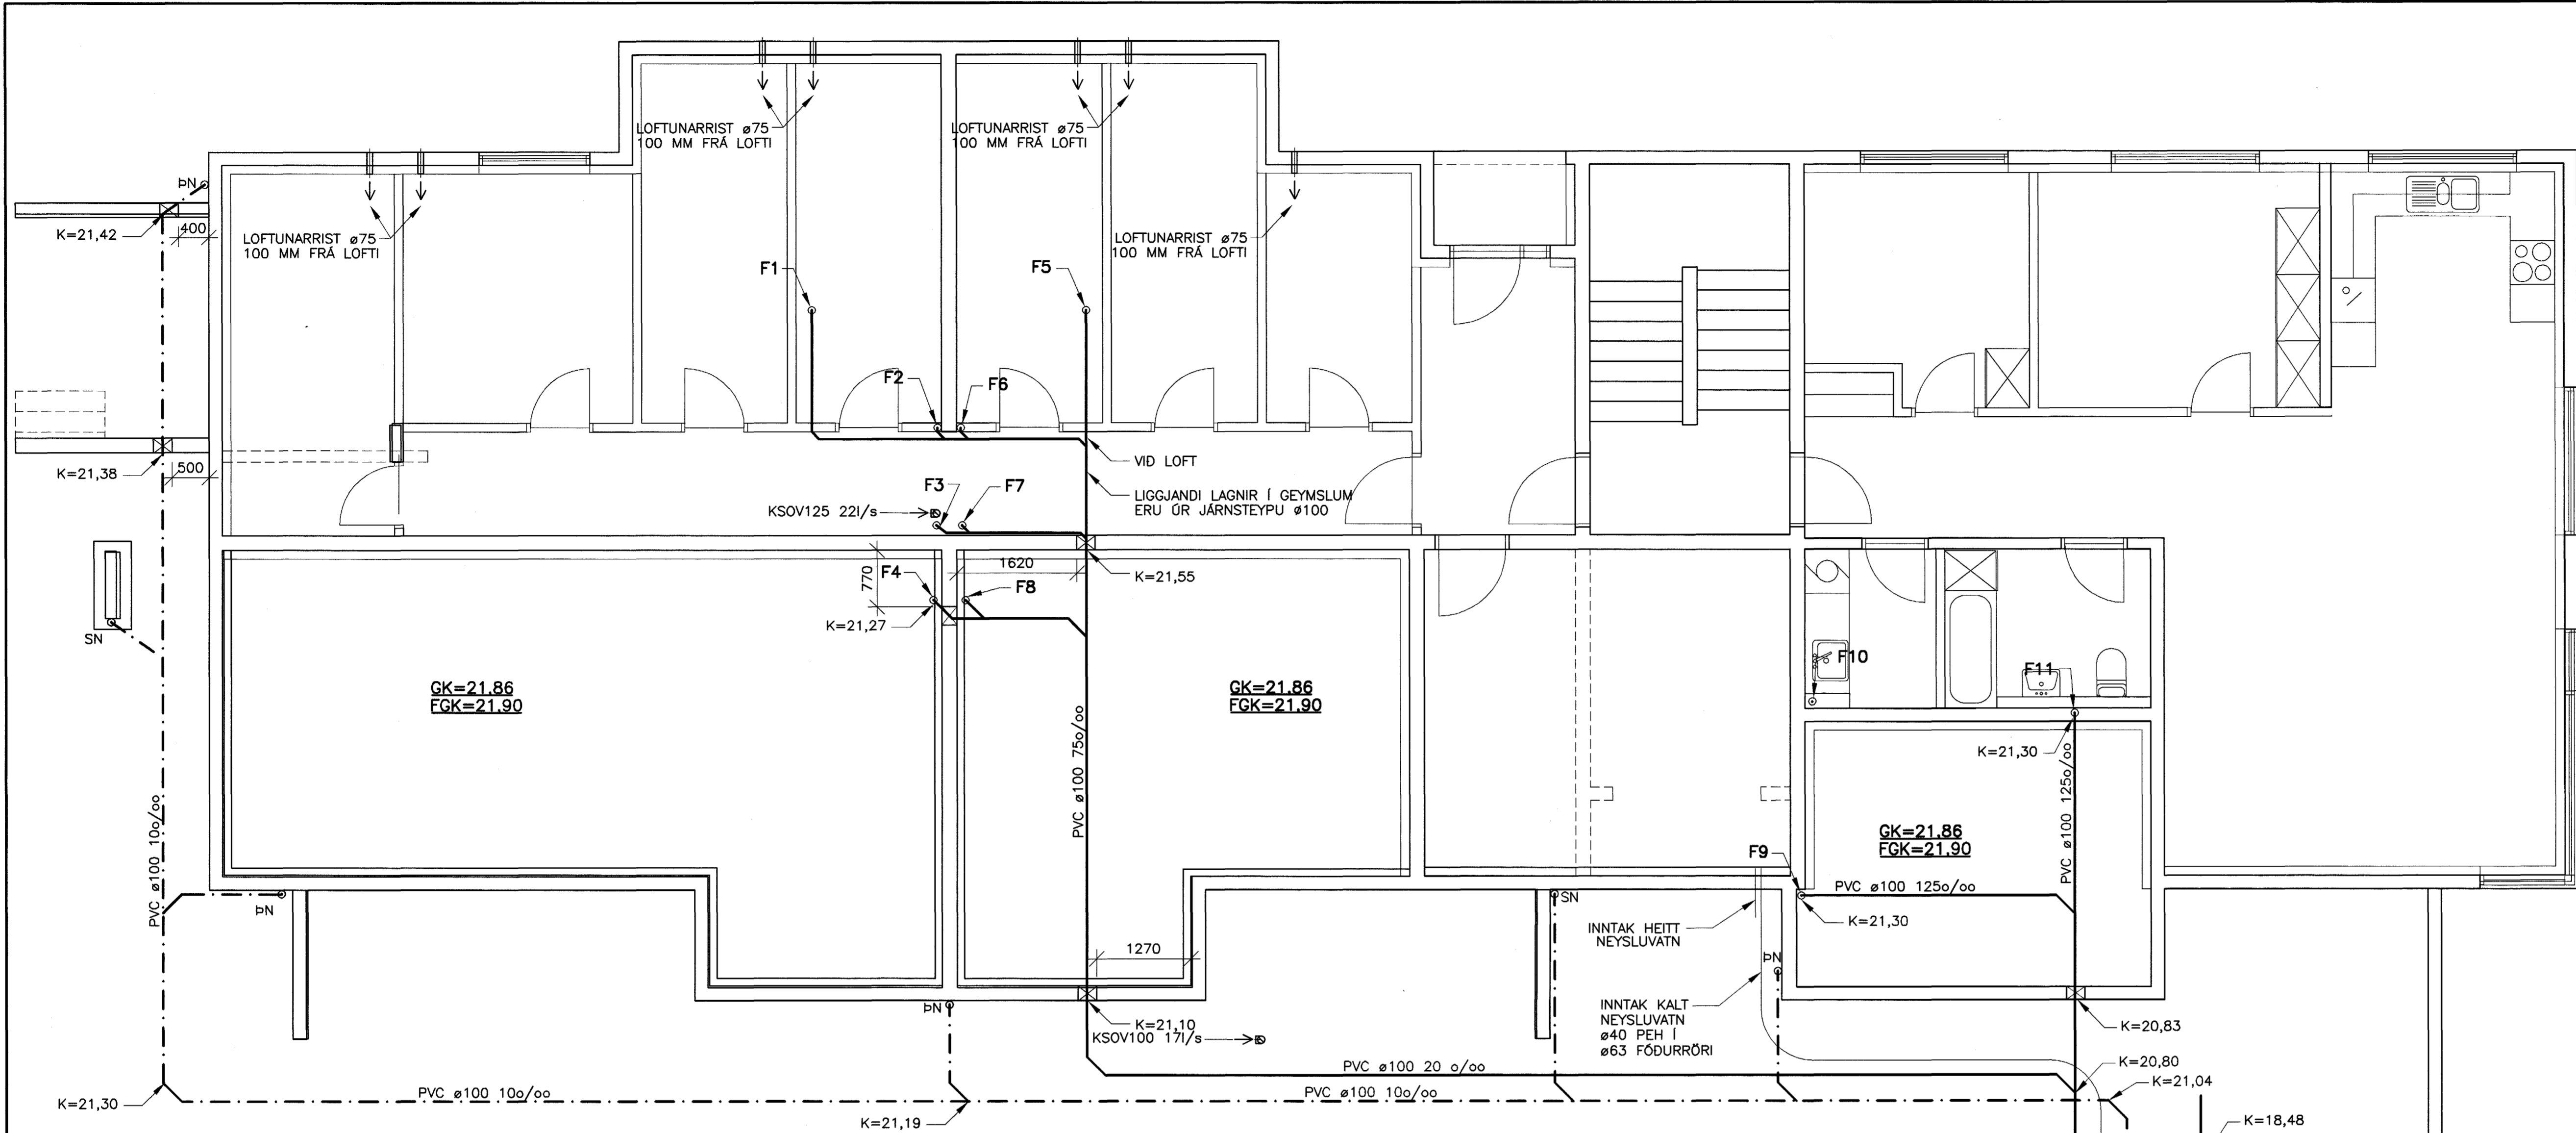 LOFTUNARRIST ø75
100 MM FRÁ LOFTI
LOFTUNARRIST ø75
100 MM FRÁ LOFTI
ÞN
K=21,42
400
LOFTUNARRIST ø75
100 MM FRÁ LOFTI
LOFTUNARRIST ø75
100 MM FRÁ LOFTI
F1
F5
F2
F6
K=21,38
500
VID LOFT
F3
F7
LIGGJANDI LAGNIR Í GEYMSLUM
ERU ÚR JÁRNSTEYPU ø100
KSOV125 22l/s
770
1620
F4
F8
K=21,55
K=21,27
SN
F10
F11
GK=21,86
FGK=21,90
GK=21,86
FGK=21,90
PVC ø100 75o/oo
K=21,30
PVC ø100 125o/oo
GK=21,86
FGK=21,90
PVC ø100 10o/oo
F9
PVC ø100 125o/oo
ÞN
SN
K=21,30
INNTAK HEITT
NEYSLUVATN
1270
ÞN
ÞN
INNTAK KALT
NEYSLUVATN
ø40 PEH Í
ø63 FÓÐURRÖRI
K=21,10
KSOV100 17l/s
K=20,83
PVC ø100 20 o/oo
K=20,80
K=21,04
K=21,30
PVC ø100 10o/oo
PVC ø100 10o/oo
K=21,19
K=18,48